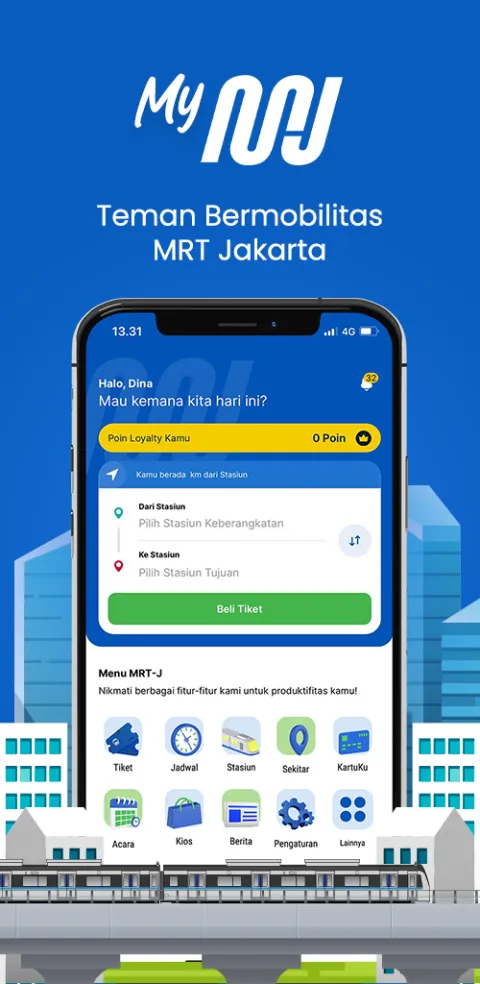 My MJ
Teman Bermobilitas
MRT Jakarta
13.31
4G
Halo, Dina
Mau kemana kita hari ini?
32
Poin Loyalty Kamu
0 Poin
Kamu berada km dari Stasiun
Dari Stasiun
Pilih Stasiun Keberangkatan
Ke Stasiun
Pilih Stasiun Tujuan
Beli Tiket
Menu MRT-J
Nikmati berbagai fitur-fitur kami untuk produktifitas kamu!
Tiket
Jadwal
Stasiun
Sekitar
KartuKu
Acara
Kios
Berita
Pengaturan
Lainnya